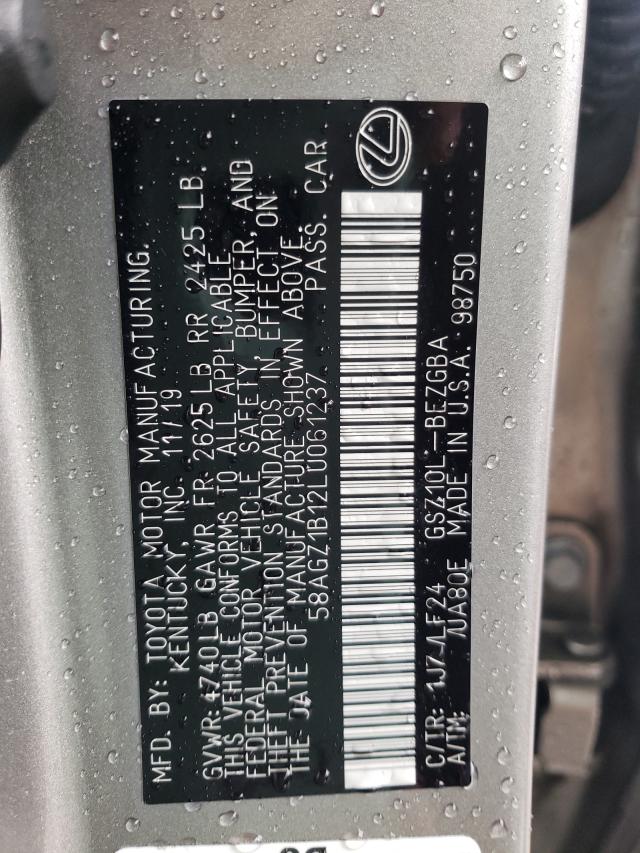 MFD. BY: TOYOTA MOTOR MANUFACTURING.
KENTUCKY, INC. 11/19
GVWR: 4740LB GAWR FR 2625LB RR 2425 LB.
THIS VEHICLE CONFORMS TO ALL APPLICABLE
FEDERAL MOTOR VEHICLE SAFETY, BUMPER, AND
THEFT PREVENTION STANDARDS IN EFFECT ON
THE DATE OF MANUFACTURE SHOWN ABOVE.
58AGZ1B12LU061237 PASS. CAR
C/TR: 1J7-LF24 GSZ10L-BEZGBA
A/TM: /UA80E MADE IN U.S.A. 98750